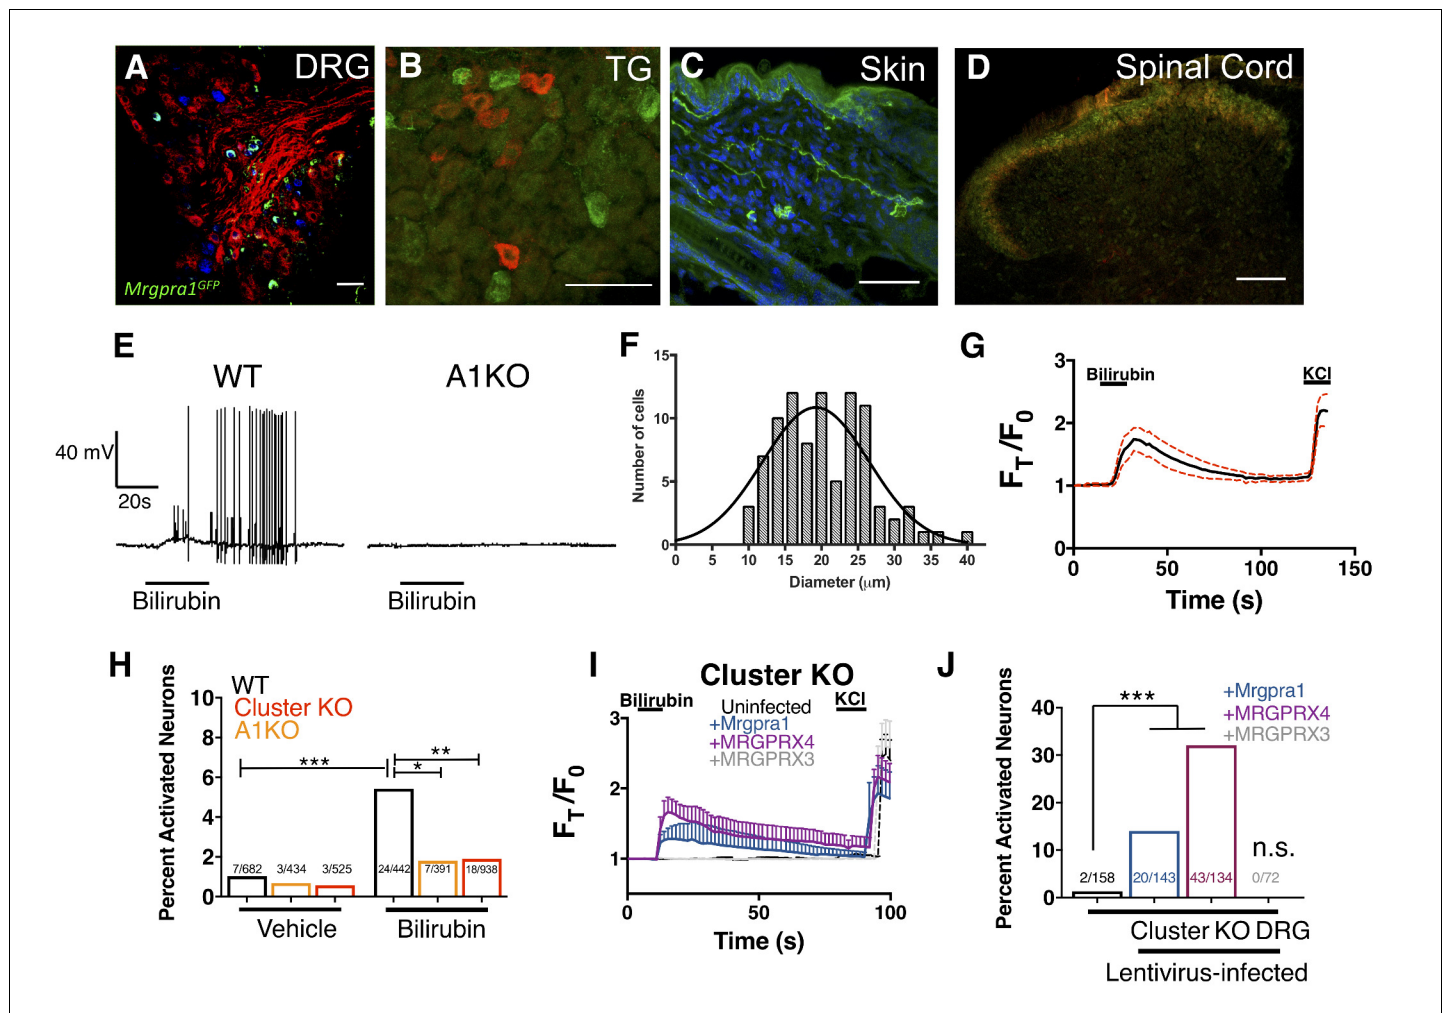 A DRG
Mrgpra1GFP
B TG
C Skin
D Spinal Cord
E
WT
A1KO
40 mV
20s
Bilirubin
Bilirubin
F
Number of cells
15
10
5
0
0 5 10 15 20 25 30 35 40
Diameter (μm)
G
FT/F0
3
2
1
0
Bilirubin
KCl
0 50 100 150
Time (s)
H
Percent Activated Neurons
WT
Cluster KO
A1KO
10
8
6
4
2
0
***
**
*
7/682 3/434 3/525 24/442 7/391 18/938
Vehicle Bilirubin
I
Cluster KO
Bilirubin
KCl
Uninfected
+Mrgpra1
+MRGPRX4
+MRGPRX3
FT/F0
3
2
1
0 50 100
Time (s)
J
Percent Activated Neurons
+Mrgpra1
+MRGPRX4
+MRGPRX3
***
40
30
20
10
0
n.s.
2/158 20/143 43/134 0/72
Cluster KO DRG
Lentivirus-infected